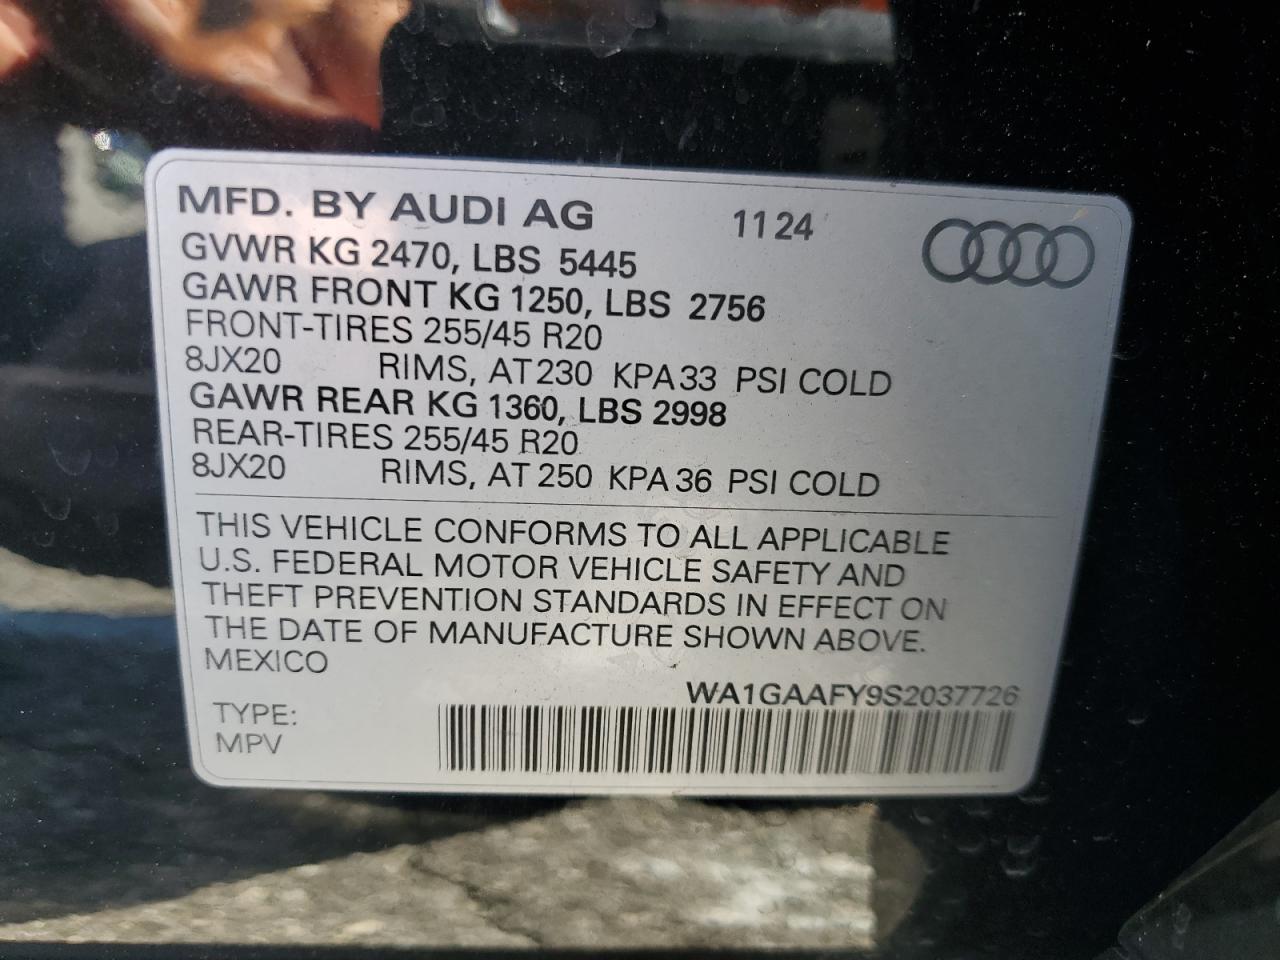 MFD. BY AUDI AG 11 24
GVWR KG 2470, LBS 5445
GAWR FRONT KG 1250, LBS 2756
FRONT-TIRES 255/45 R20
8JX20 RIMS, AT 230 KPA 33 PSI COLD
GAWR REAR KG 1360, LBS 2998
REAR-TIRES 255/45 R20
8JX20 RIMS, AT 250 KPA 36 PSI COLD
THIS VEHICLE CONFORMS TO ALL APPLICABLE
U.S. FEDERAL MOTOR VEHICLE SAFETY AND
THEFT PREVENTION STANDARDS IN EFFECT ON
THE DATE OF MANUFACTURE SHOWN ABOVE.
MEXICO
WA1GAAFY9S2037726
TYPE:
MPV